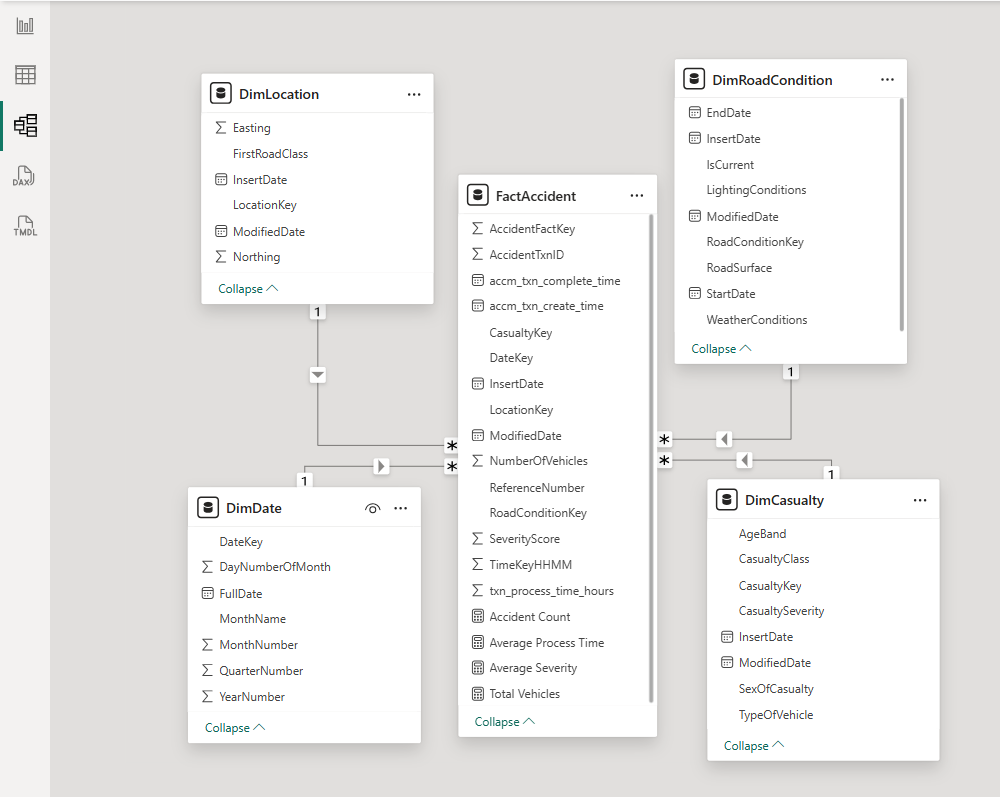 DAX
TMDL
DimLocation
Easting
FirstRoadClass
InsertDate
LocationKey
ModifiedDate
Northing
Collapse
1
DimRoadCondition
EndDate
InsertDate
IsCurrent
LightingConditions
ModifiedDate
RoadConditionKey
RoadSurface
StartDate
WeatherConditions
Collapse
1
FactAccident
AccidentFactKey
AccidentTxnID
accm_txn_complete_time
accm_txn_create_time
CasualtyKey
DateKey
InsertDate
LocationKey
ModifiedDate
NumberOfVehicles
ReferenceNumber
RoadConditionKey
SeverityScore
TimeKeyHHMM
txn_process_time_hours
Accident Count
Average Process Time
Average Severity
Total Vehicles
Collapse
*
*
*
*
1
DimDate
DateKey
DayNumberOfMonth
FullDate
MonthName
MonthNumber
QuarterNumber
YearNumber
Collapse
1
DimCasualty
AgeBand
CasualtyClass
CasualtyKey
CasualtySeverity
InsertDate
ModifiedDate
SexOfCasualty
TypeOfVehicle
Collapse